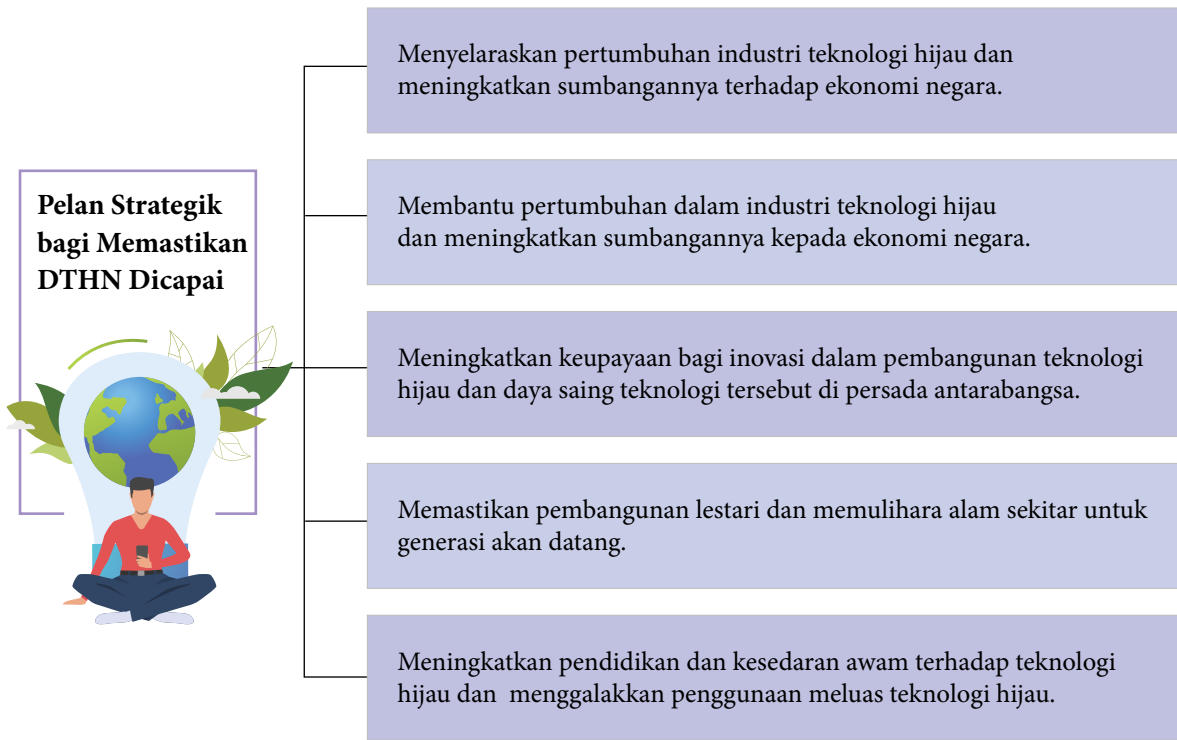 Pelan Strategik
bagi Memastikan
DTHN Dicapai
Menyelaraskan pertumbuhan industri teknologi hijau dan
meningkatkan sumbangannya terhadap ekonomi negara.
Membantu pertumbuhan dalam industri teknologi hijau
dan meningkatkan sumbangannya kepada ekonomi negara.
Meningkatkan keupayaan bagi inovasi dalam pembangunan teknologi
hijau dan daya saing teknologi tersebut di persada antarabangsa.
Memastikan pembangunan lestari dan memulihara alam sekitar untuk
generasi akan datang.
Meningkatkan pendidikan dan kesedaran awam terhadap teknologi
hijau dan menggalakkan penggunaan meluas teknologi hijau.